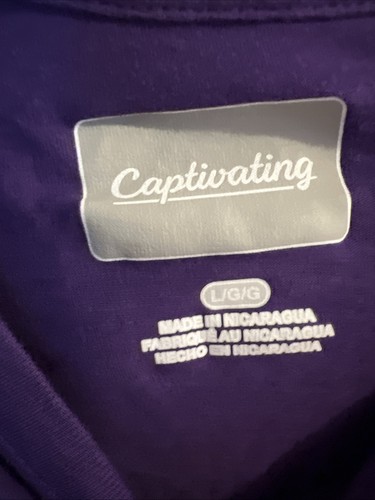 Captivating
L/G/G
MADE IN NICARAGUA
FABRIQUÉ AU NICARAGUA
HECHO EN NICARAGUA